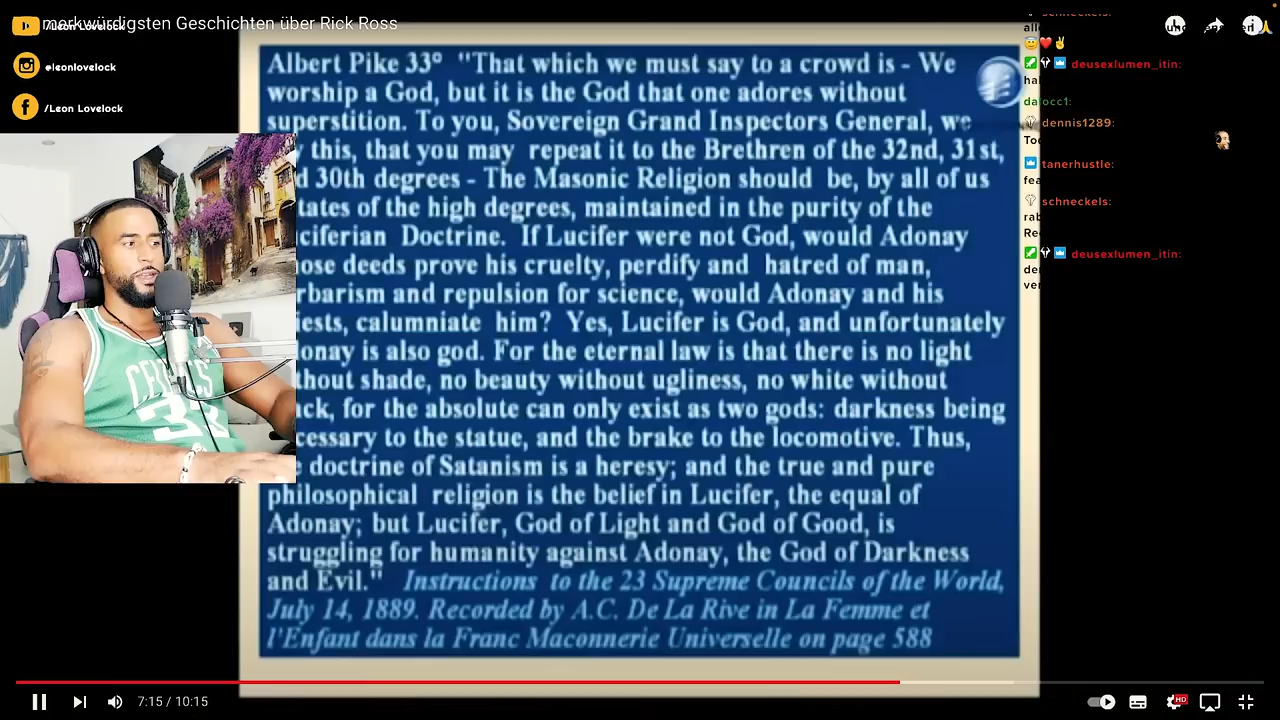 markwürdigsten Geschichten über Rick Ross
/Leon Lovelock
@leonlovelock
/Leon Lovelock
Albert Pike 33° "That which we must say to a crowd is - We
worship a God, but it is the God that one adores without
superstition. To you, Sovereign Grand Inspectors General, we
this, that you may repeat it to the Brethren of the 32nd, 31st,
degrees - The Masonic Religion should be, by all of us
of the high degrees, maintained in the purity of the
Doctrine. If Lucifer were not God, would Adonay
deeds prove his cruelty, perdify and hatred of man,
and repulsion for science, would Adonay and his
calumniate him? Yes, Lucifer is God, and unfortunately
is also god. For the eternal law is that there is no light
shade, no beauty without ugliness, no white without
for the absolute can only exist as two gods: darkness being
to the statue, and the brake to the locomotive. Thus,
doctrine of Satanism is a heresy; and the true and pure
philosophical religion is the belief in Lucifer, the equal of
Adonay; but Lucifer, God of Light and God of Good, is
struggling for humanity against Adonay, the God of Darkness
and Evil." Instructions to the 23 Supreme Councils of the World,
July 14, 1889. Recorded by A.C. De La Rive in La Femme et
l'Enfant dans la Franc Maconnerie Universelle on page 588
schneckels:
deusexlumen_itin:
dalocc1:
dennis1289:
tanerhustle:
schneckels:
deusexlumen_itin:
7:15 / 10:15
HD